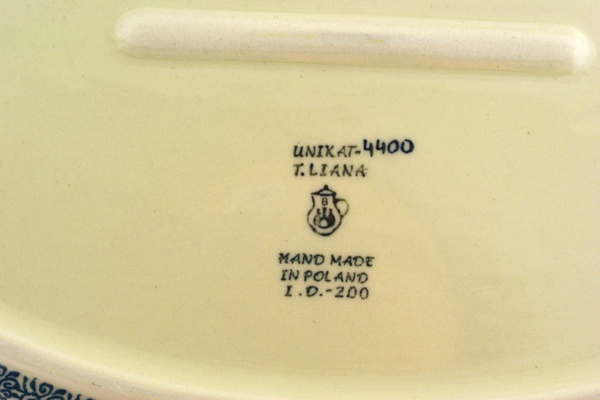 UNIKAT-4400
T. LIANA
B
HAND MADE
IN POLAND
I.D.-200